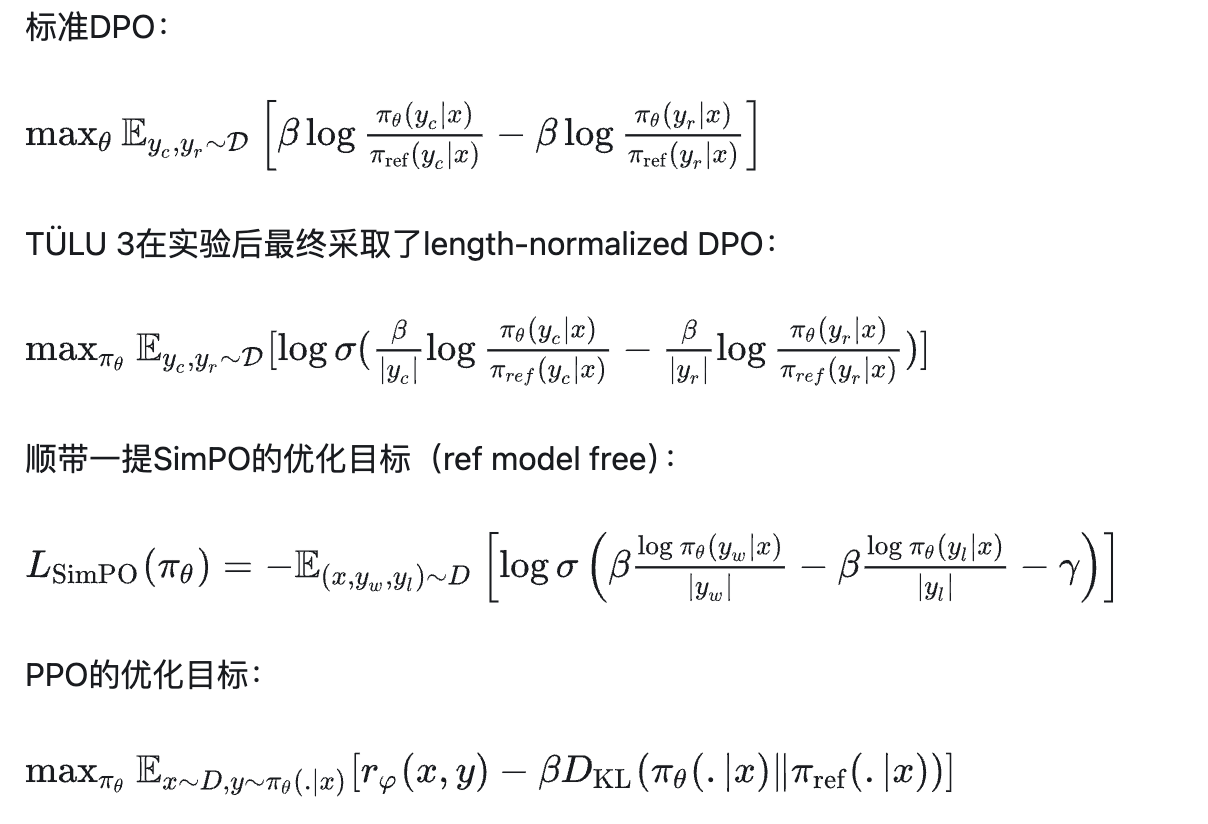 标准DPO：
$\max_{\theta} \mathbb{E}_{y_c, y_r \sim \mathcal{D}} \left[ \beta \log \frac{\pi_\theta(y_c|x)}{\pi_{\text{ref}}(y_c|x)} - \beta \log \frac{\pi_\theta(y_r|x)}{\pi_{\text{ref}}(y_r|x)} \right]$
TÜLU 3在实验后最终采取了length-normalized DPO：
$\max_{\pi_\theta} \mathbb{E}_{y_c, y_r \sim \mathcal{D}} [\log \sigma ( \frac{\beta}{|y_c|} \log \frac{\pi_\theta(y_c|x)}{\pi_{ref}(y_c|x)} - \frac{\beta}{|y_r|} \log \frac{\pi_\theta(y_r|x)}{\pi_{ref}(y_r|x)} )]$
顺带一提SimPO的优化目标（ref model free）：
$L_{\text{SimPO}}(\pi_\theta) = -\mathbb{E}_{(x, y_w, y_l) \sim D} \left[ \log \sigma \left( \beta \frac{\log \pi_\theta(y_w|x)}{|y_w|} - \beta \frac{\log \pi_\theta(y_l|x)}{|y_l|} - \gamma \right) \right]$
PPO的优化目标：
$\max_{\pi_\theta} \mathbb{E}_{x \sim D, y \sim \pi_\theta(.|x)} [r_\varphi(x, y) - \beta D_{\text{KL}}(\pi_\theta(.|x) \| \pi_{\text{ref}}(.|x))]$